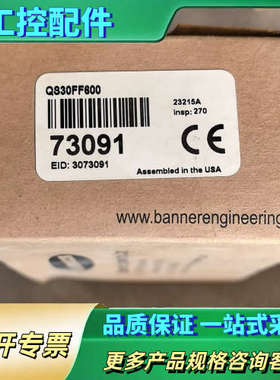 工控配件
QS30FF600
23215A
insp: 270
73091
EID: 3073091
Assembled in the USA
CE
www.bannerengineering
品质保证 一站式采
开专票
更多产品规格咨询客